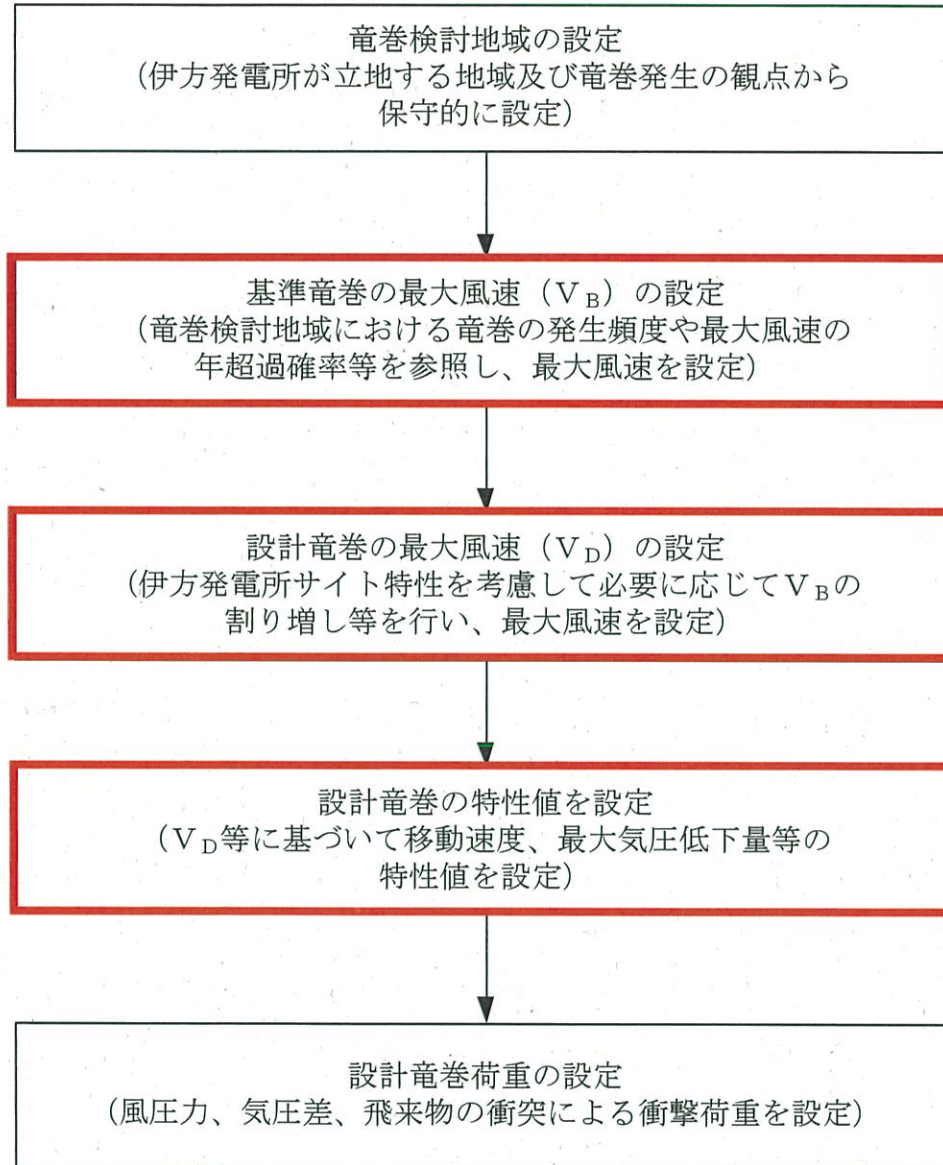 竜巻検討地域の設定
(伊方発電所が立地する地域及び竜巻発生の観点から
保守的に設定)
基準竜巻の最大風速（ＶB）の設定
(竜巻検討地域における竜巻の発生頻度や最大風速の
年超過確率等を参照し、最大風速を設定)
設計竜巻の最大風速（ＶD）の設定
(伊方発電所サイト特性を考慮して必要に応じてＶBの
割り増し等を行い、最大風速を設定)
設計竜巻の特性値を設定
(ＶD等に基づいて移動速度、最大気圧低下量等の
特性値を設定)
設計竜巻荷重の設定
(風圧力、気圧差、飛来物の衝突による衝撃荷重を設定)